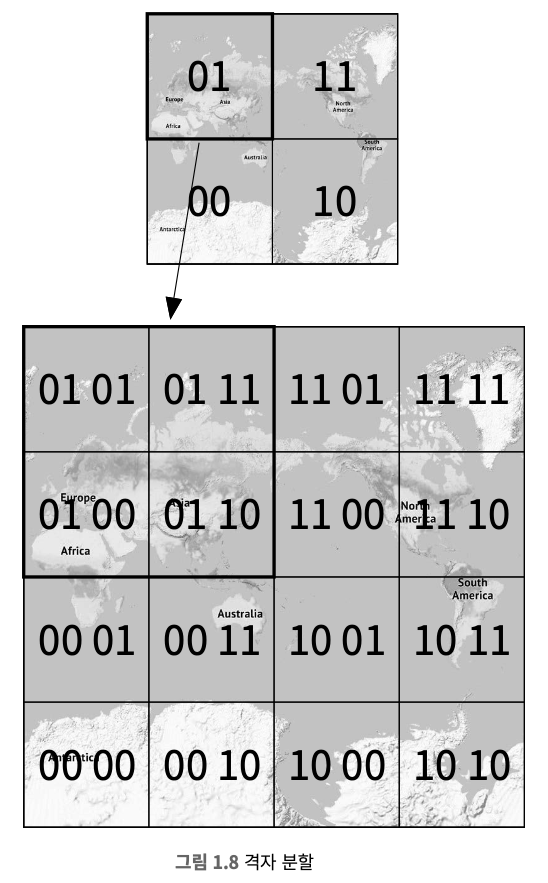 01 11
Europe Asia North America
Africa
South America
Australia
00 10
Antarctica
01 01 01 11 11 01 11 11
Europe Asia North America
01 00 01 10 11 00 11 10
Africa
South America
Australia
00 01 00 11 10 01 10 11
Antarctica
00 00 00 10 10 00 10 10
그림 1.8 격자 분할